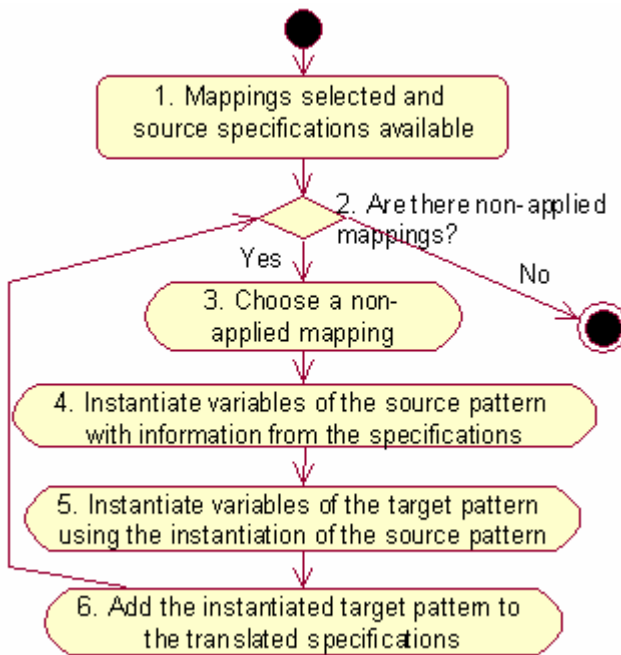 1. Mappings selected and
source specifications available
2. Are there non-applied
mappings?
Yes
No
3. Choose a non-
applied mapping
4. Instantiate variables of the source pattern
with information from the specifications
5. Instantiate variables of the target pattern
using the instantiation of the source pattern
6. Add the instantiated target pattern to
the translated specifications